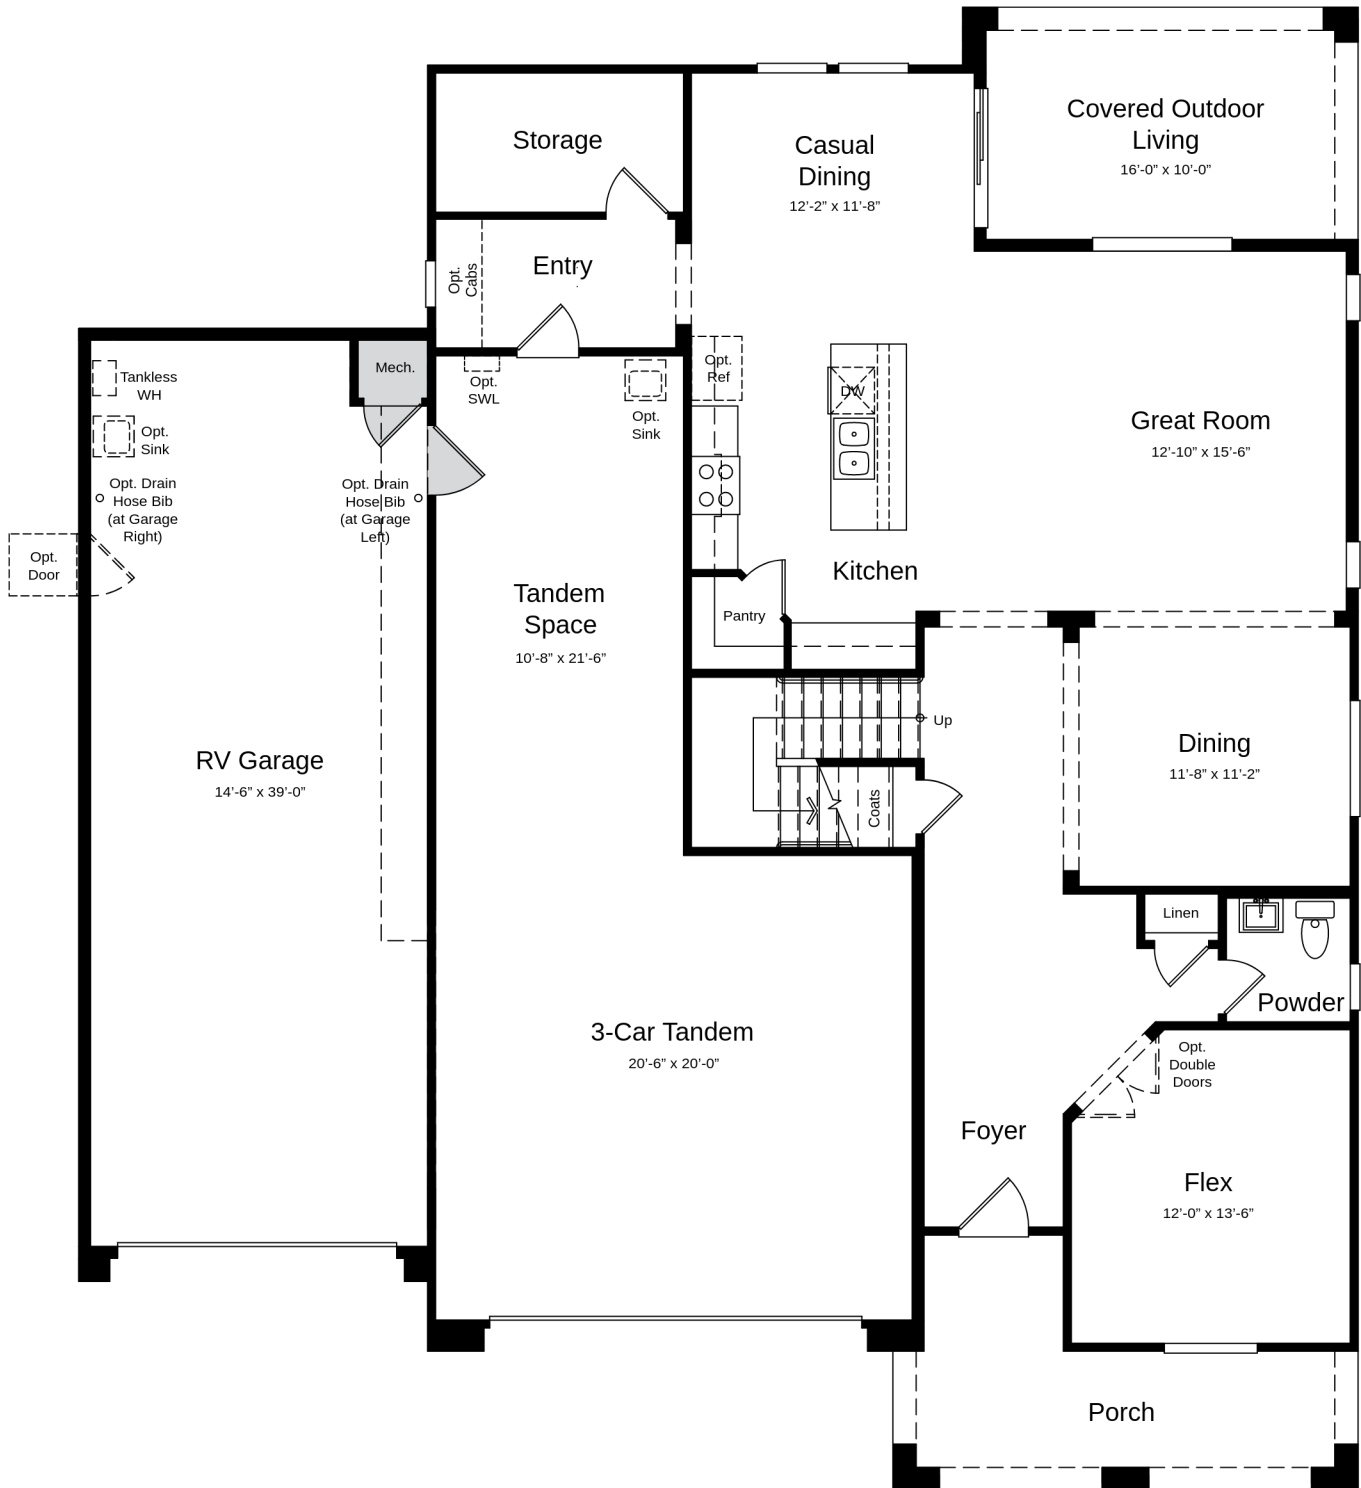 Covered Outdoor
Living
16'-0” x 10'-0”
Storage
Casual
Dining
12'-2” x 11'-8”
Opt.
Cabs
Entry
Mech.
Tankless
WH
Opt.
SWL
Opt.
Sink
Opt.
Ref
DW
Great Room
12'-10” x 15'-6”
Opt.
Sink
Opt. Drain
Hose Bib
(at Garage
Right)
Opt. Drain
Hose Bib
(at Garage
Left)
Opt.
Door
Kitchen
Tandem
Space
10'-8” x 21'-6”
Pantry
Up
Dining
11'-8” x 11'-2”
RV Garage
14'-6” x 39'-0”
Coats
Linen
Powder
3-Car Tandem
20'-6” x 20'-0”
Opt.
Double
Doors
Foyer
Flex
12'-0” x 13'-6”
Porch